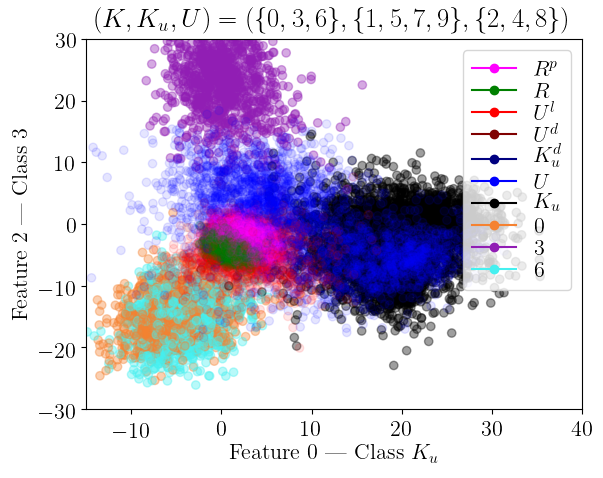 (K, K_u, U) = ({0, 3, 6}, {1, 5, 7, 9}, {2, 4, 8})
30
20
10
0
−10
−20
−30
Feature 2 — Class 3
−10
0
10
20
30
40
Feature 0 — Class K_u
R^p
R
U^l
U^d
K_u^d
U
K_u
0
3
6